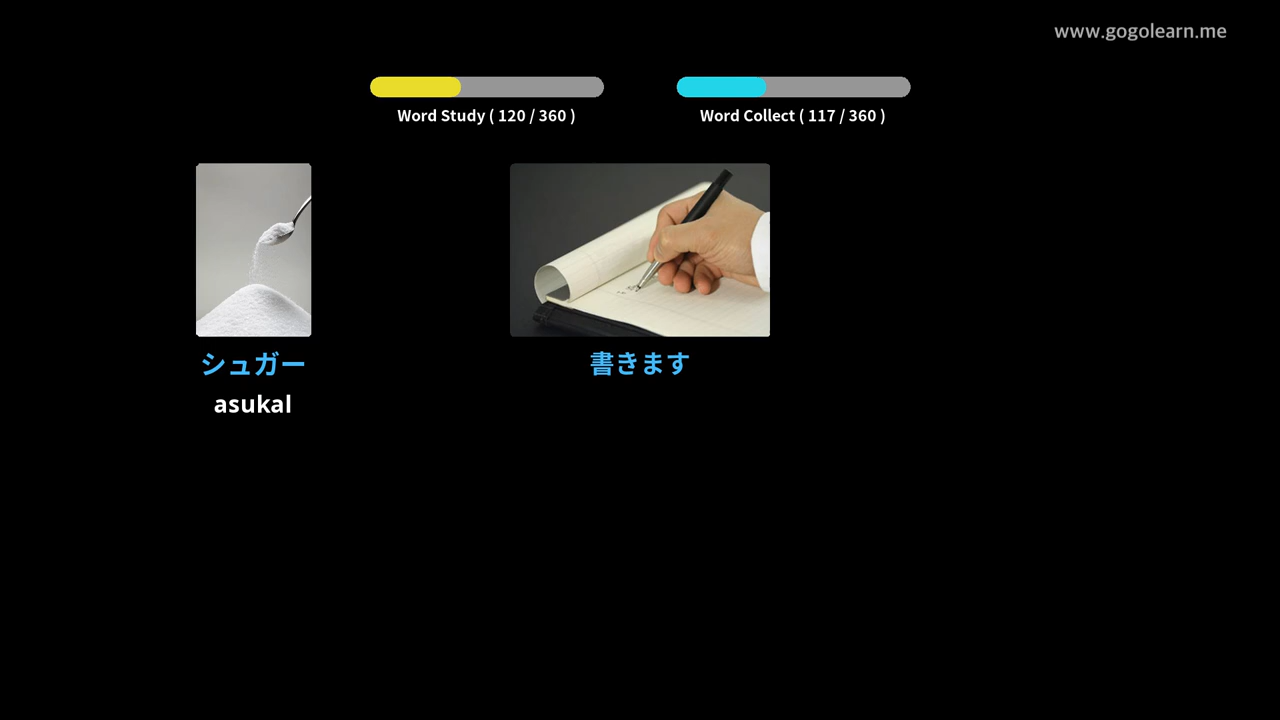 www.gogolearn.me
Word Study ( 120 / 360 )
Word Collect ( 117 / 360 )
シュガー
書きます
asukal